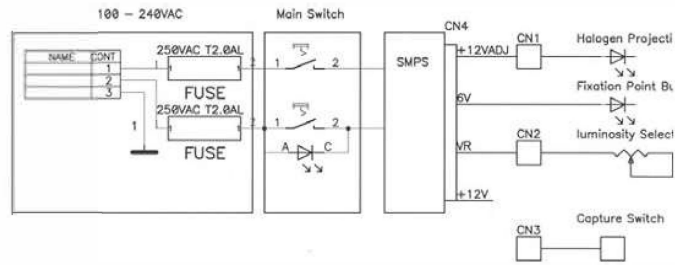 100 - 240VAC
Main Switch
CN4
NAME CONT
1
2
3
1
250VAC T2.0AL
1 2
FUSE
250VAC T2.0AL
1 2
FUSE
1 2
1 2
A C
SMPS
+12VADJ
6V
VR
+12V
CN1
Halogen Projecti
Fixation Point Bu
CN2
luminosity Select
CN3
Capture Switch